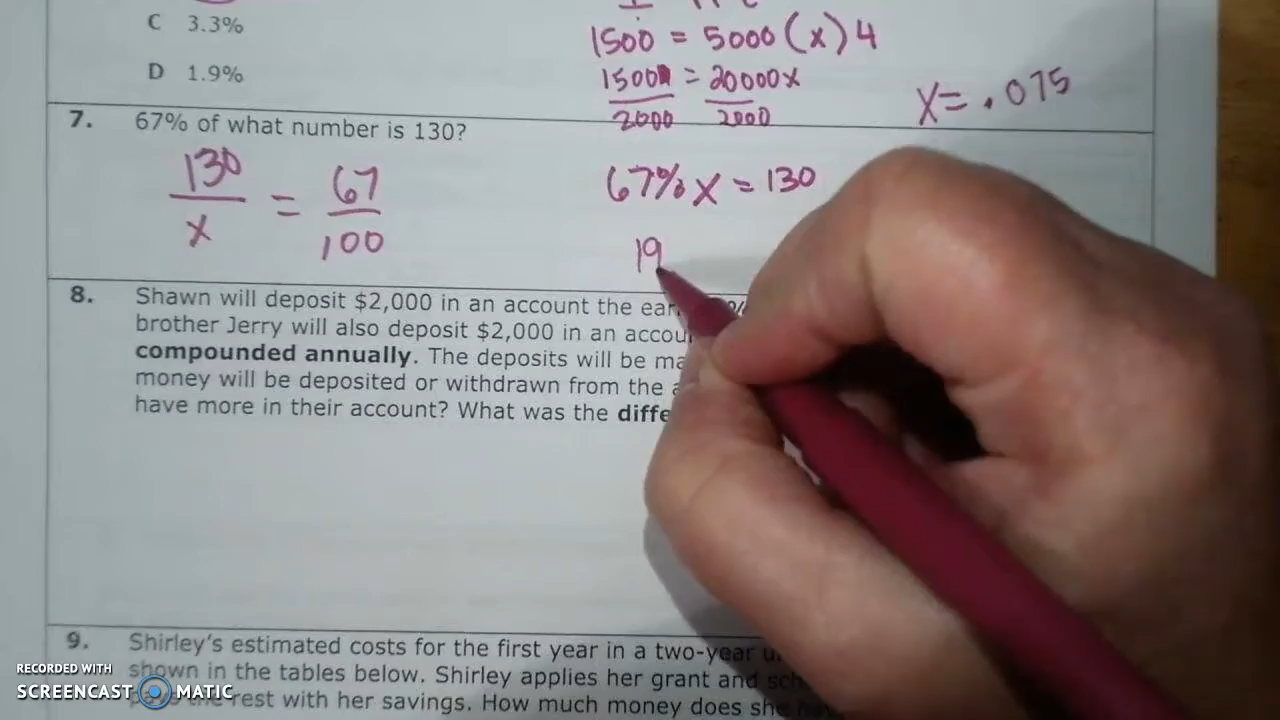 C 3.3%
1500 = 5000 (x) 4
D 1.9%
1500 = 20000x
2000 2000
x = .075
7. 67% of what number is 130?
130 / x = 67 / 100
67% x = 130
19
8. Shawn will deposit $2,000 in an account the
brother Jerry will also deposit $2,000 in an
compounded annually. The deposits will be
money will be deposited or withdrawn from the
have more in their account? What was the
9. Shirley's estimated costs for the first year in a two-year
shown in the tables below. Shirley applies her grant and
rest with her savings. How much money does she
RECORDED WITH
SCREENCAST MATIC